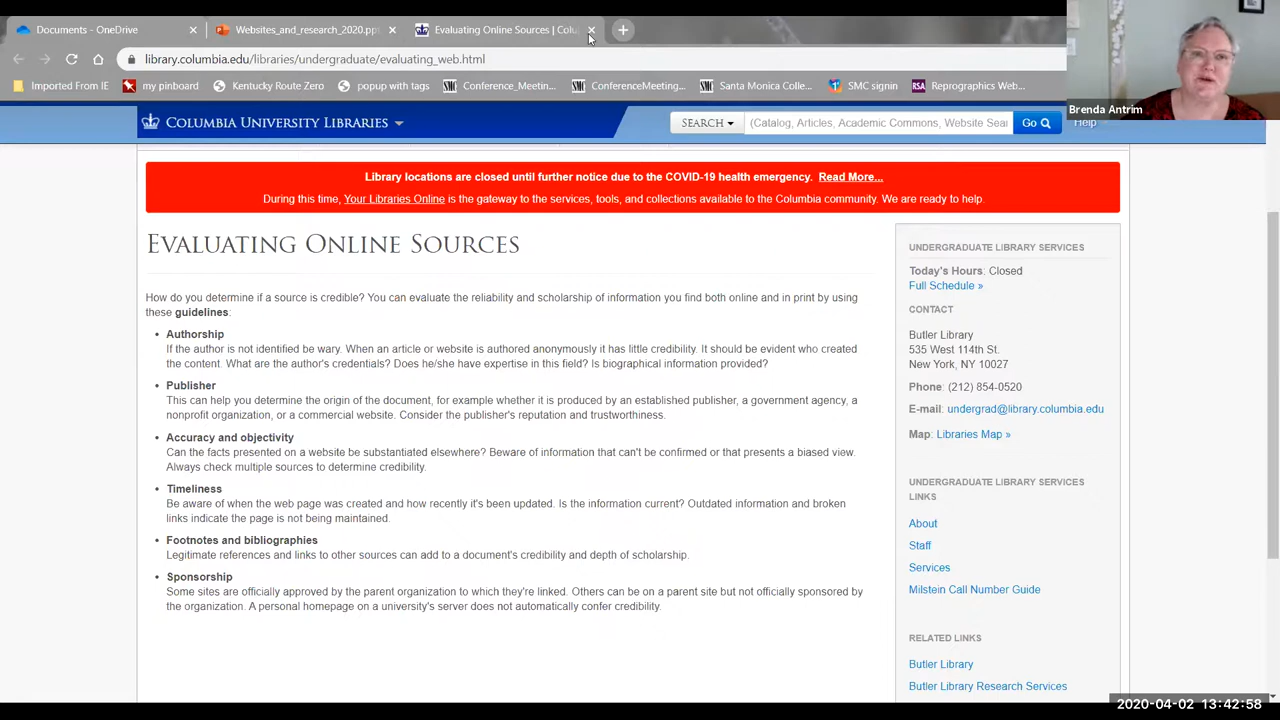 Documents - OneDrive
Websites_and_research_2020.pp
Evaluating Online Sources | Colu
library.columbia.edu/libraries/undergraduate/evaluating_web.html
Imported From IE
my pinboard
Kentucky Route Zero
popup with tags
Conference_Meetin...
ConferenceMeeting...
Santa Monica Colle...
SMC signin
Reprographics Web...
Brenda Antrim
COLUMBIA UNIVERSITY LIBRARIES
SEARCH
(Catalog, Articles, Academic Commons, Website Sear
Go
Help
Library locations are closed until further notice due to the COVID-19 health emergency. Read More...
During this time, Your Libraries Online is the gateway to the services, tools, and collections available to the Columbia community. We are ready to help.
EVALUATING ONLINE SOURCES
How do you determine if a source is credible? You can evaluate the reliability and scholarship of information you find both online and in print by using
these guidelines:
• Authorship
If the author is not identified be wary. When an article or website is authored anonymously it has little credibility. It should be evident who created
the content. What are the author's credentials? Does he/she have expertise in this field? Is biographical information provided?
• Publisher
This can help you determine the origin of the document, for example whether it is produced by an established publisher, a government agency, a
nonprofit organization, or a commercial website. Consider the publisher's reputation and trustworthiness.
• Accuracy and objectivity
Can the facts presented on a website be substantiated elsewhere? Beware of information that can't be confirmed or that presents a biased view.
Always check multiple sources to determine credibility.
• Timeliness
Be aware of when the web page was created and how recently it's been updated. Is the information current? Outdated information and broken
links indicate the page is not being maintained.
• Footnotes and bibliographies
Legitimate references and links to other sources can add to a document's credibility and depth of scholarship.
• Sponsorship
Some sites are officially approved by the parent organization to which they're linked. Others can be on a parent site but not officially sponsored by
the organization. A personal homepage on a university's server does not automatically confer credibility.
UNDERGRADUATE LIBRARY SERVICES
Today's Hours: Closed
Full Schedule »
CONTACT
Butler Library
535 West 114th St.
New York, NY 10027
Phone: (212) 854-0520
E-mail: undergrad@library.columbia.edu
Map: Libraries Map »
UNDERGRADUATE LIBRARY SERVICES
LINKS
About
Staff
Services
Milstein Call Number Guide
RELATED LINKS
Butler Library
Butler Library Research Services
2020-04-02 13:42:58